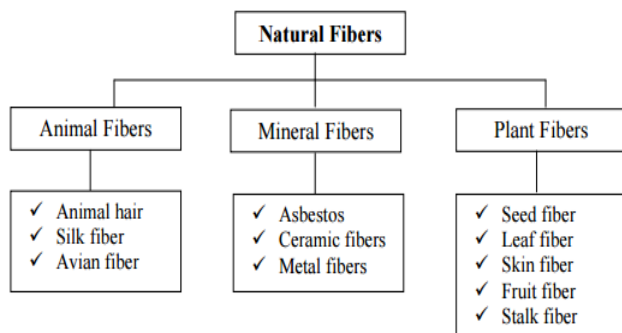 Natural Fibers
Animal Fibers
Mineral Fibers
Plant Fibers
✓ Animal hair
✓ Silk fiber
✓ Avian fiber
✓ Asbestos
✓ Ceramic fibers
✓ Metal fibers
✓ Seed fiber
✓ Leaf fiber
✓ Skin fiber
✓ Fruit fiber
✓ Stalk fiber